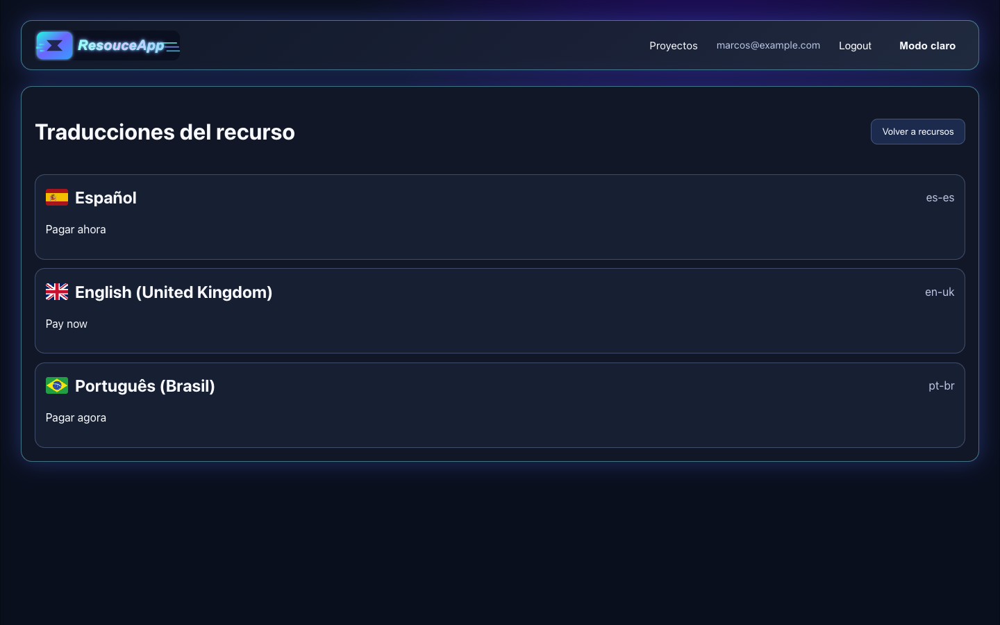 ResouceApp
Proyectos
marcos@example.com
Logout
Modo claro
Traducciones del recurso
Volver a recursos
Español
es-es
Pagar ahora
English (United Kingdom)
en-uk
Pay now
Português (Brasil)
pt-br
Pagar agora